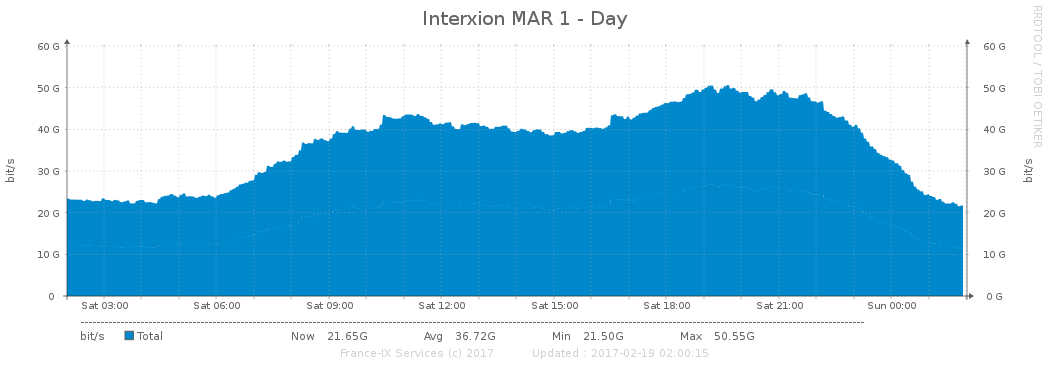 Interxion MAR 1 - Day
RRDTOOL / TOBI OETIKER
60 G 60 G
50 G 50 G
40 G 40 G
30 G 30 G
20 G 20 G
10 G 10 G
0 0 G
bit/s bit/s
Sat 03:00 Sat 06:00 Sat 09:00 Sat 12:00 Sat 15:00 Sat 18:00 Sat 21:00 Sun 00:00
bit/s Total Now 21.65G Avg 36.72G Min 21.50G Max 50.55G
France-IX Services (c) 2017 Updated : 2017-02-19 02:00:15